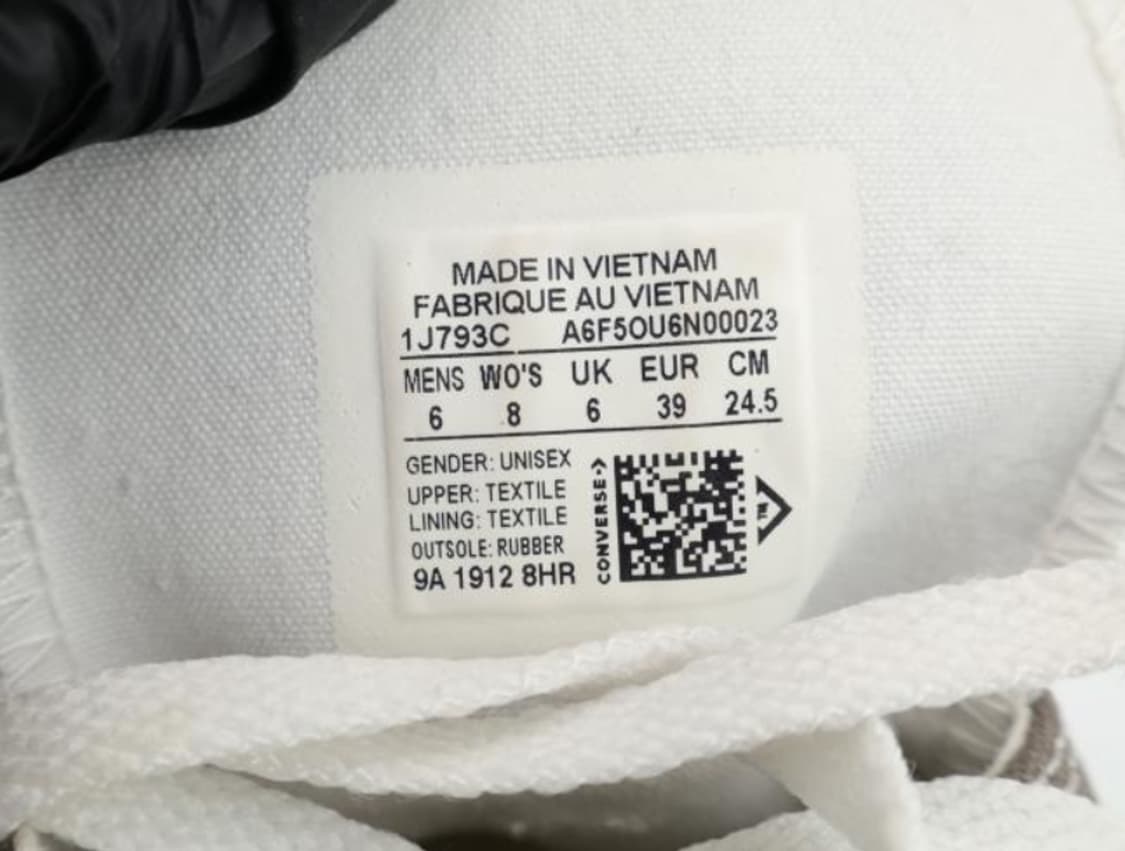 MADE IN VIETNAM
FABRIQUE AU VIETNAM
1J793C A6F5OU6N00023
MENS WO'S UK EUR CM
6 8 6 39 24.5
GENDER: UNISEX
UPPER: TEXTILE
LINING: TEXTILE
OUTSOLE: RUBBER
9A 1912 8HR
CONVERSE
TM